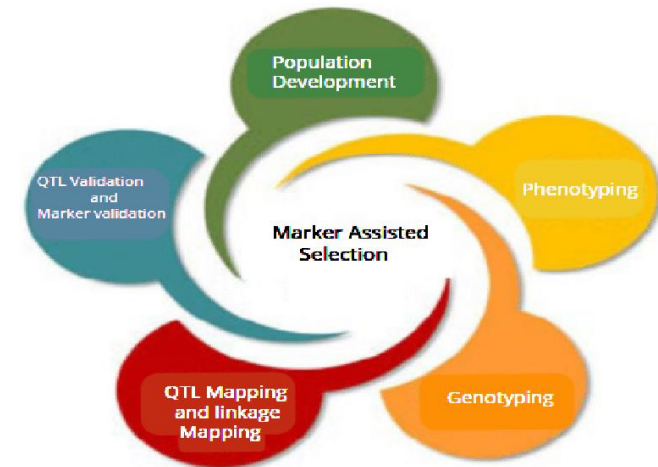 Population
Development
Phenotyping
Genotyping
QTL Mapping
and linkage
Mapping
QTL Validation
and
Marker validation
Marker Assisted
Selection